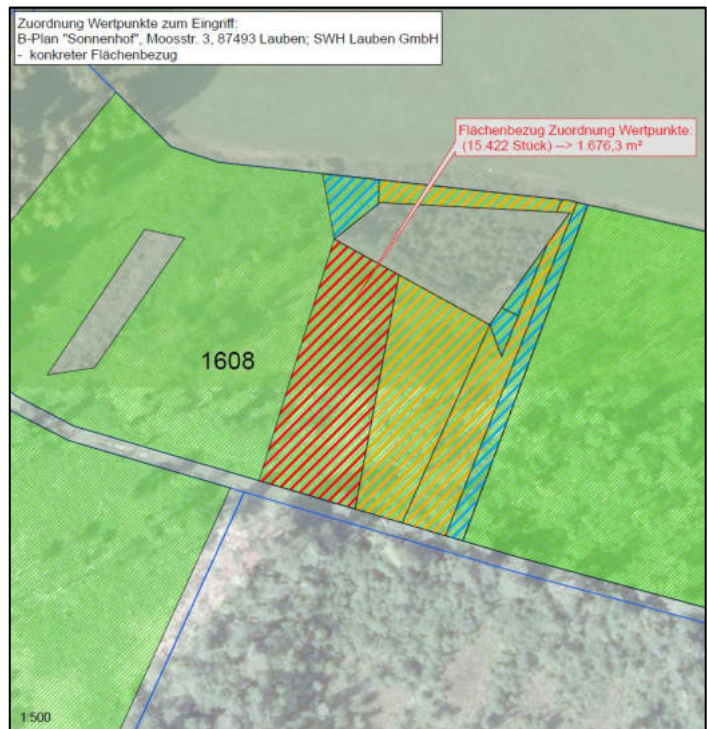 Zuordnung Wertpunkte zum Eingriff:
B-Plan "Sonnenhof", Moosstr. 3, 87493 Lauben; SWH Lauben GmbH
- konkreter Flächenbezug
Flächenbezug Zuordnung Wertpunkte:
(15.422 Stück) --> 1.676,3 m²
1608
1:500